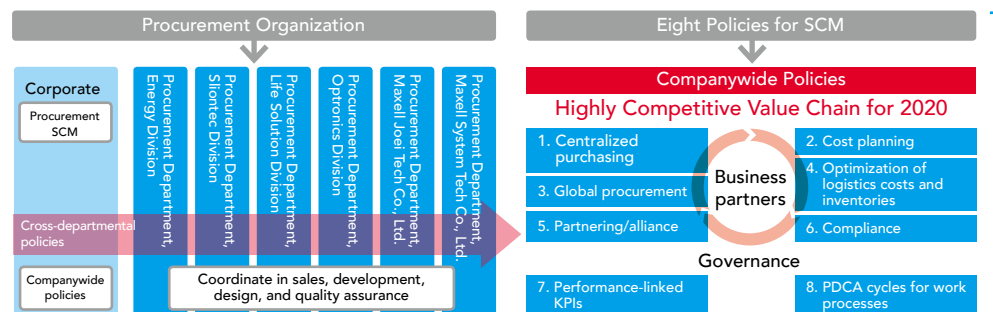 Procurement Organization
Corporate
Procurement
SCM
Procurement Department,
Energy Division
Procurement Department,
Sliontec Division
Procurement Department,
Life Solution Division
Procurement Department,
Optronics Division
Procurement Department,
Maxell Joei Tech Co., Ltd.
Procurement Department,
Maxell System Tech Co., Ltd.
Cross-departmental
policies
Companywide
policies
Coordinate in sales, development,
design, and quality assurance
Eight Policies for SCM
Companywide Policies
Highly Competitive Value Chain for 2020
1. Centralized
purchasing
2. Cost planning
3. Global procurement
4. Optimization of
logistics costs and
inventories
5. Partnering/alliance
6. Compliance
Business
partners
Governance
7. Performance-linked
KPIs
8. PDCA cycles for work
processes